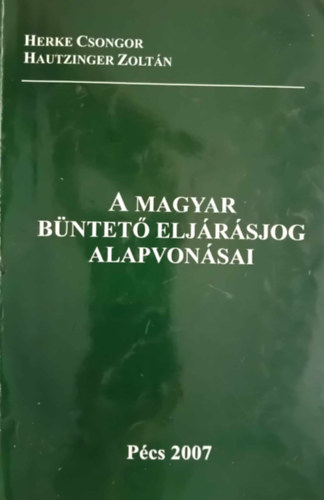 HERKE CSONGOR
HAUTZINGER ZOLTÁN
A MAGYAR
BÜNTETŐ ELJÁRÁSJOG
ALAPVONÁSAI
Pécs 2007